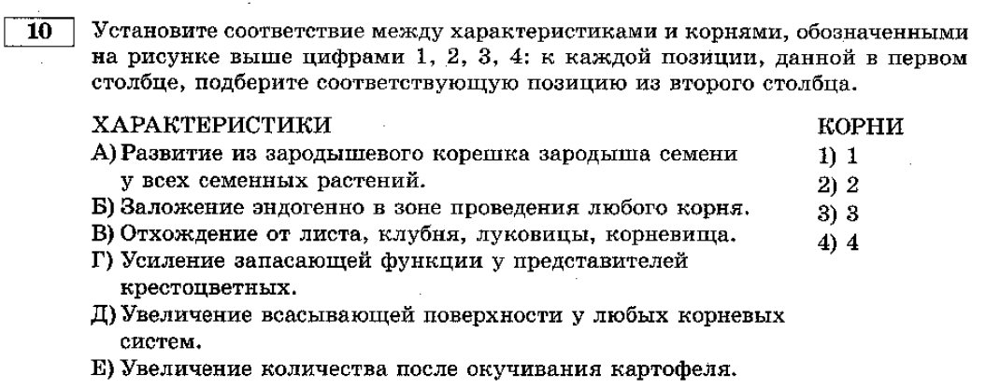 10
Установите соответствие между характеристиками и корнями, обозначенными
на рисунке выше цифрами 1, 2, 3, 4: к каждой позиции, данной в первом
столбце, подберите соответствующую позицию из второго столбца.
ХАРАКТЕРИСТИКИ
А) Развитие из зародышевого корешка зародыша семени
у всех семенных растений.
Б) Заложение эндогенно в зоне проведения любого корня.
В) Отхождение от листа, клубня, луковицы, корневища.
Г) Усиление запасающей функции у представителей
крестоцветных.
Д) Увеличение всасывающей поверхности у любых корневых
систем.
Е) Увеличение количества после окучивания картофеля.
КОРНИ
1) 1
2) 2
3) 3
4) 4